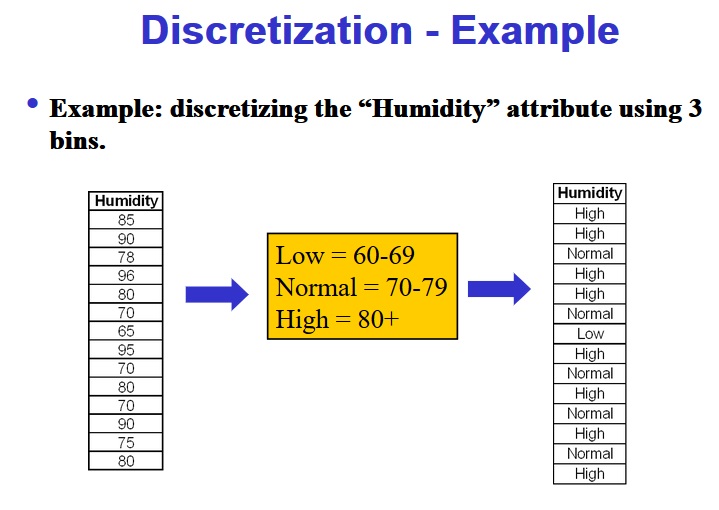 Discretization - Example
• Example: discretizing the “Humidity” attribute using 3
bins.
Humidity
85
90
78
96
80
70
65
95
70
80
70
90
75
80
Low = 60-69
Normal = 70-79
High = 80+
Humidity
High
High
Normal
High
High
Normal
Low
High
Normal
High
Normal
High
Normal
High